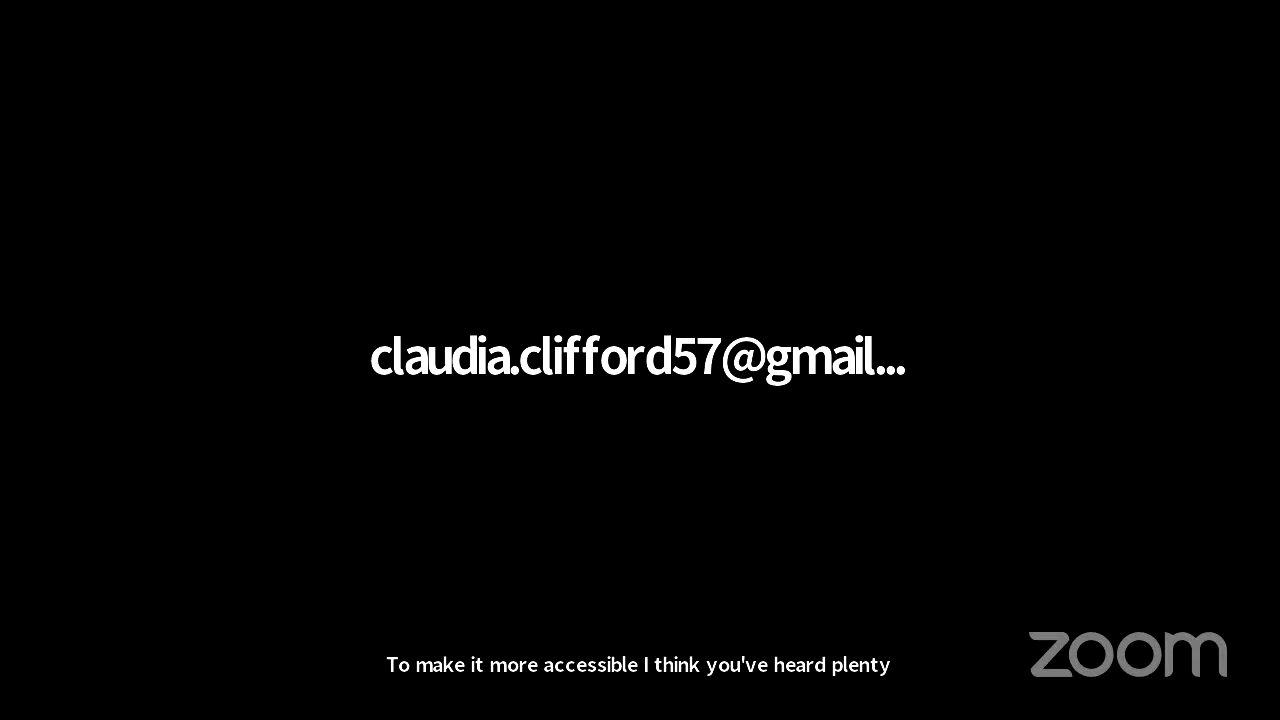 claudia.clifford57@gmail...
To make it more accessible I think you've heard plenty
zoom